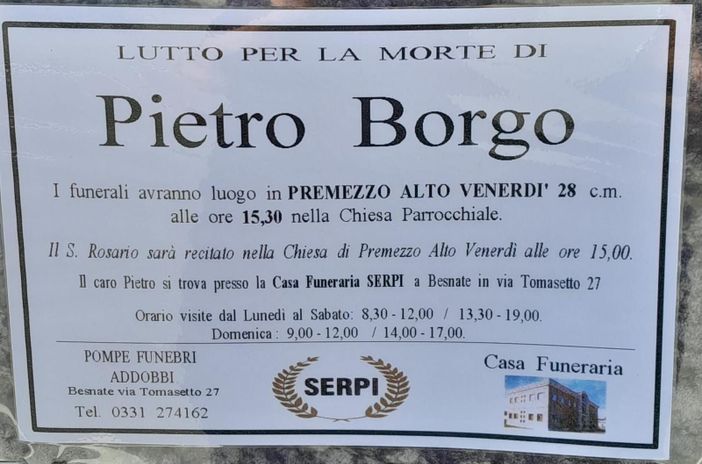 LUTTO PER LA MORTE DI
Pietro Borgo
I funerali avranno luogo in PREMEZZO ALTO VENERDI' 28 c.m.
alle ore 15,30 nella Chiesa Parrocchiale.
Il S. Rosario sarà recitato nella Chiesa di Premezzo Alto Venerdì alle ore 15,00.
Il caro Pietro si trova presso la Casa Funeraria SERPI a Besnate in via Tomasetto 27
Orario visite dal Lunedì al Sabato: 8,30 - 12,00 / 13,30 - 19,00.
Domenica : 9,00 - 12,00 / 14,00 - 17,00.
POMPE FUNEBRI
ADDOBBI
Besnate via Tomasetto 27
Tel. 0331 274162
SERPI
Casa Funeraria